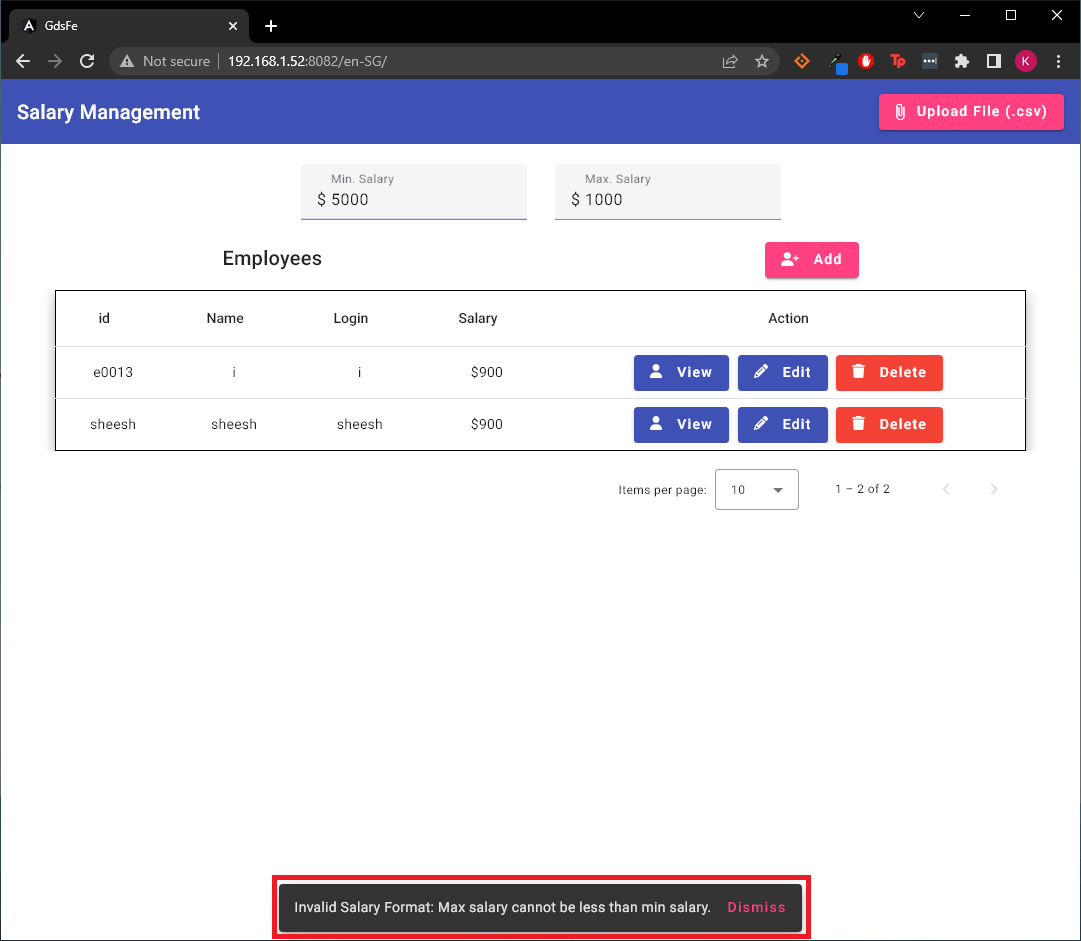 GdsFe
Not secure 192.168.1.52:8082/en-SG/
Tp
K
Salary Management
Upload File (.csv)
Min. Salary
$ 5000
Max. Salary
$ 1000
Employees
Add
id Name Login Salary Action
e0013 i i $900 View Edit Delete
sheesh sheesh sheesh $900 View Edit Delete
Items per page: 10 1 – 2 of 2
Invalid Salary Format: Max salary cannot be less than min salary. Dismiss